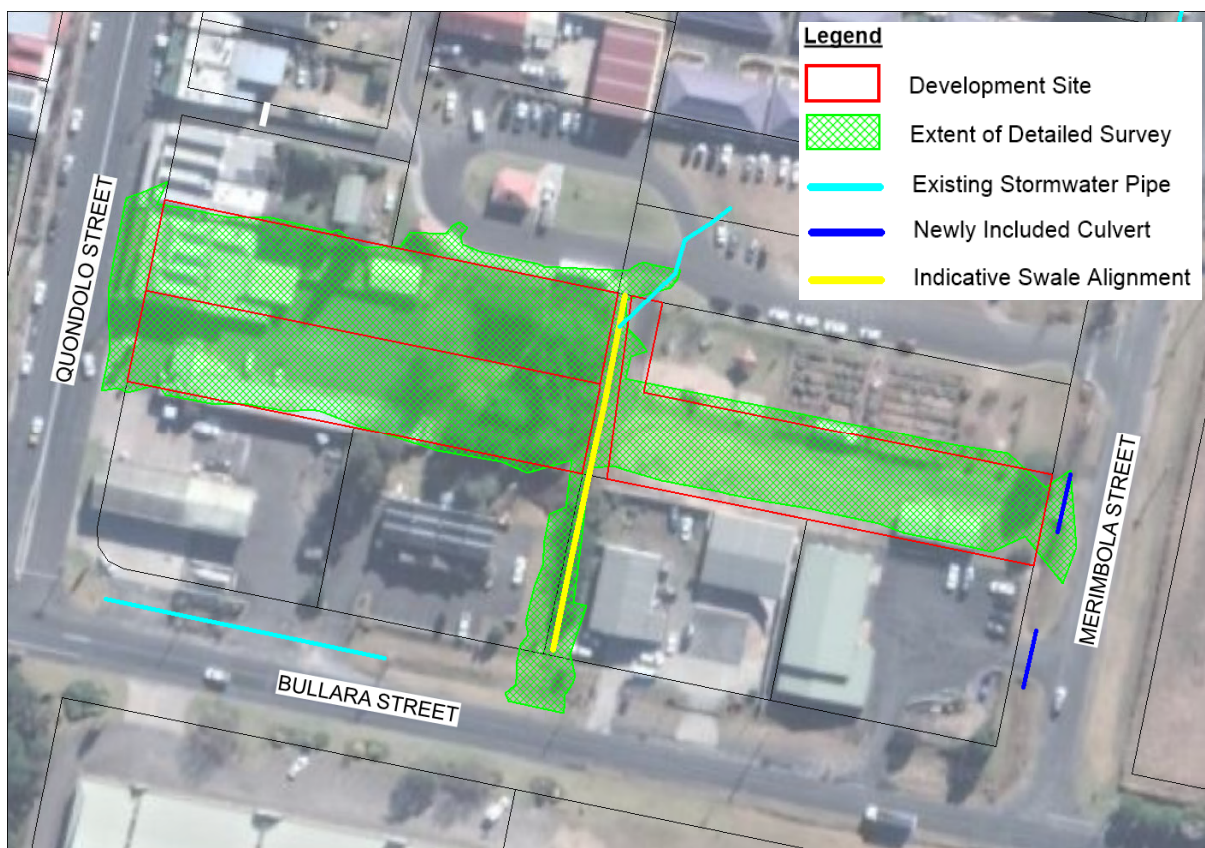 Legend
Development Site
Extent of Detailed Survey
Existing Stormwater Pipe
Newly Included Culvert
Indicative Swale Alignment
QUONDOLO STREET
MERIMBOLA STREET
BULLARA STREET